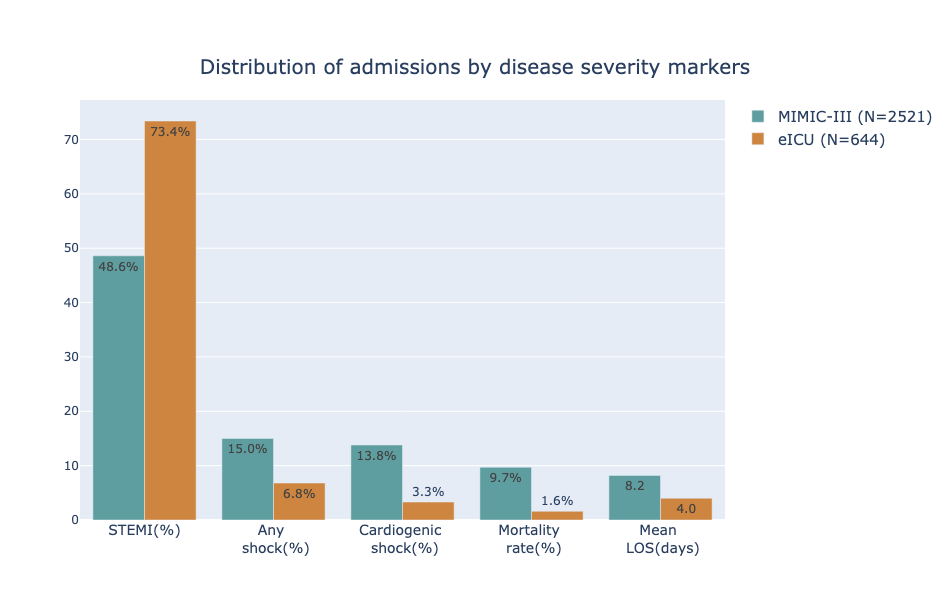 Distribution of admissions by disease severity markers
MIMIC-III (N=2521)
eICU (N=644)
70
60
50
40
30
20
10
0
48.6%
73.4%
15.0%
6.8%
13.8%
3.3%
9.7%
1.6%
8.2
4.0
STEMI(%)
Any
shock(%)
Cardiogenic
shock(%)
Mortality
rate(%)
Mean
LOS(days)